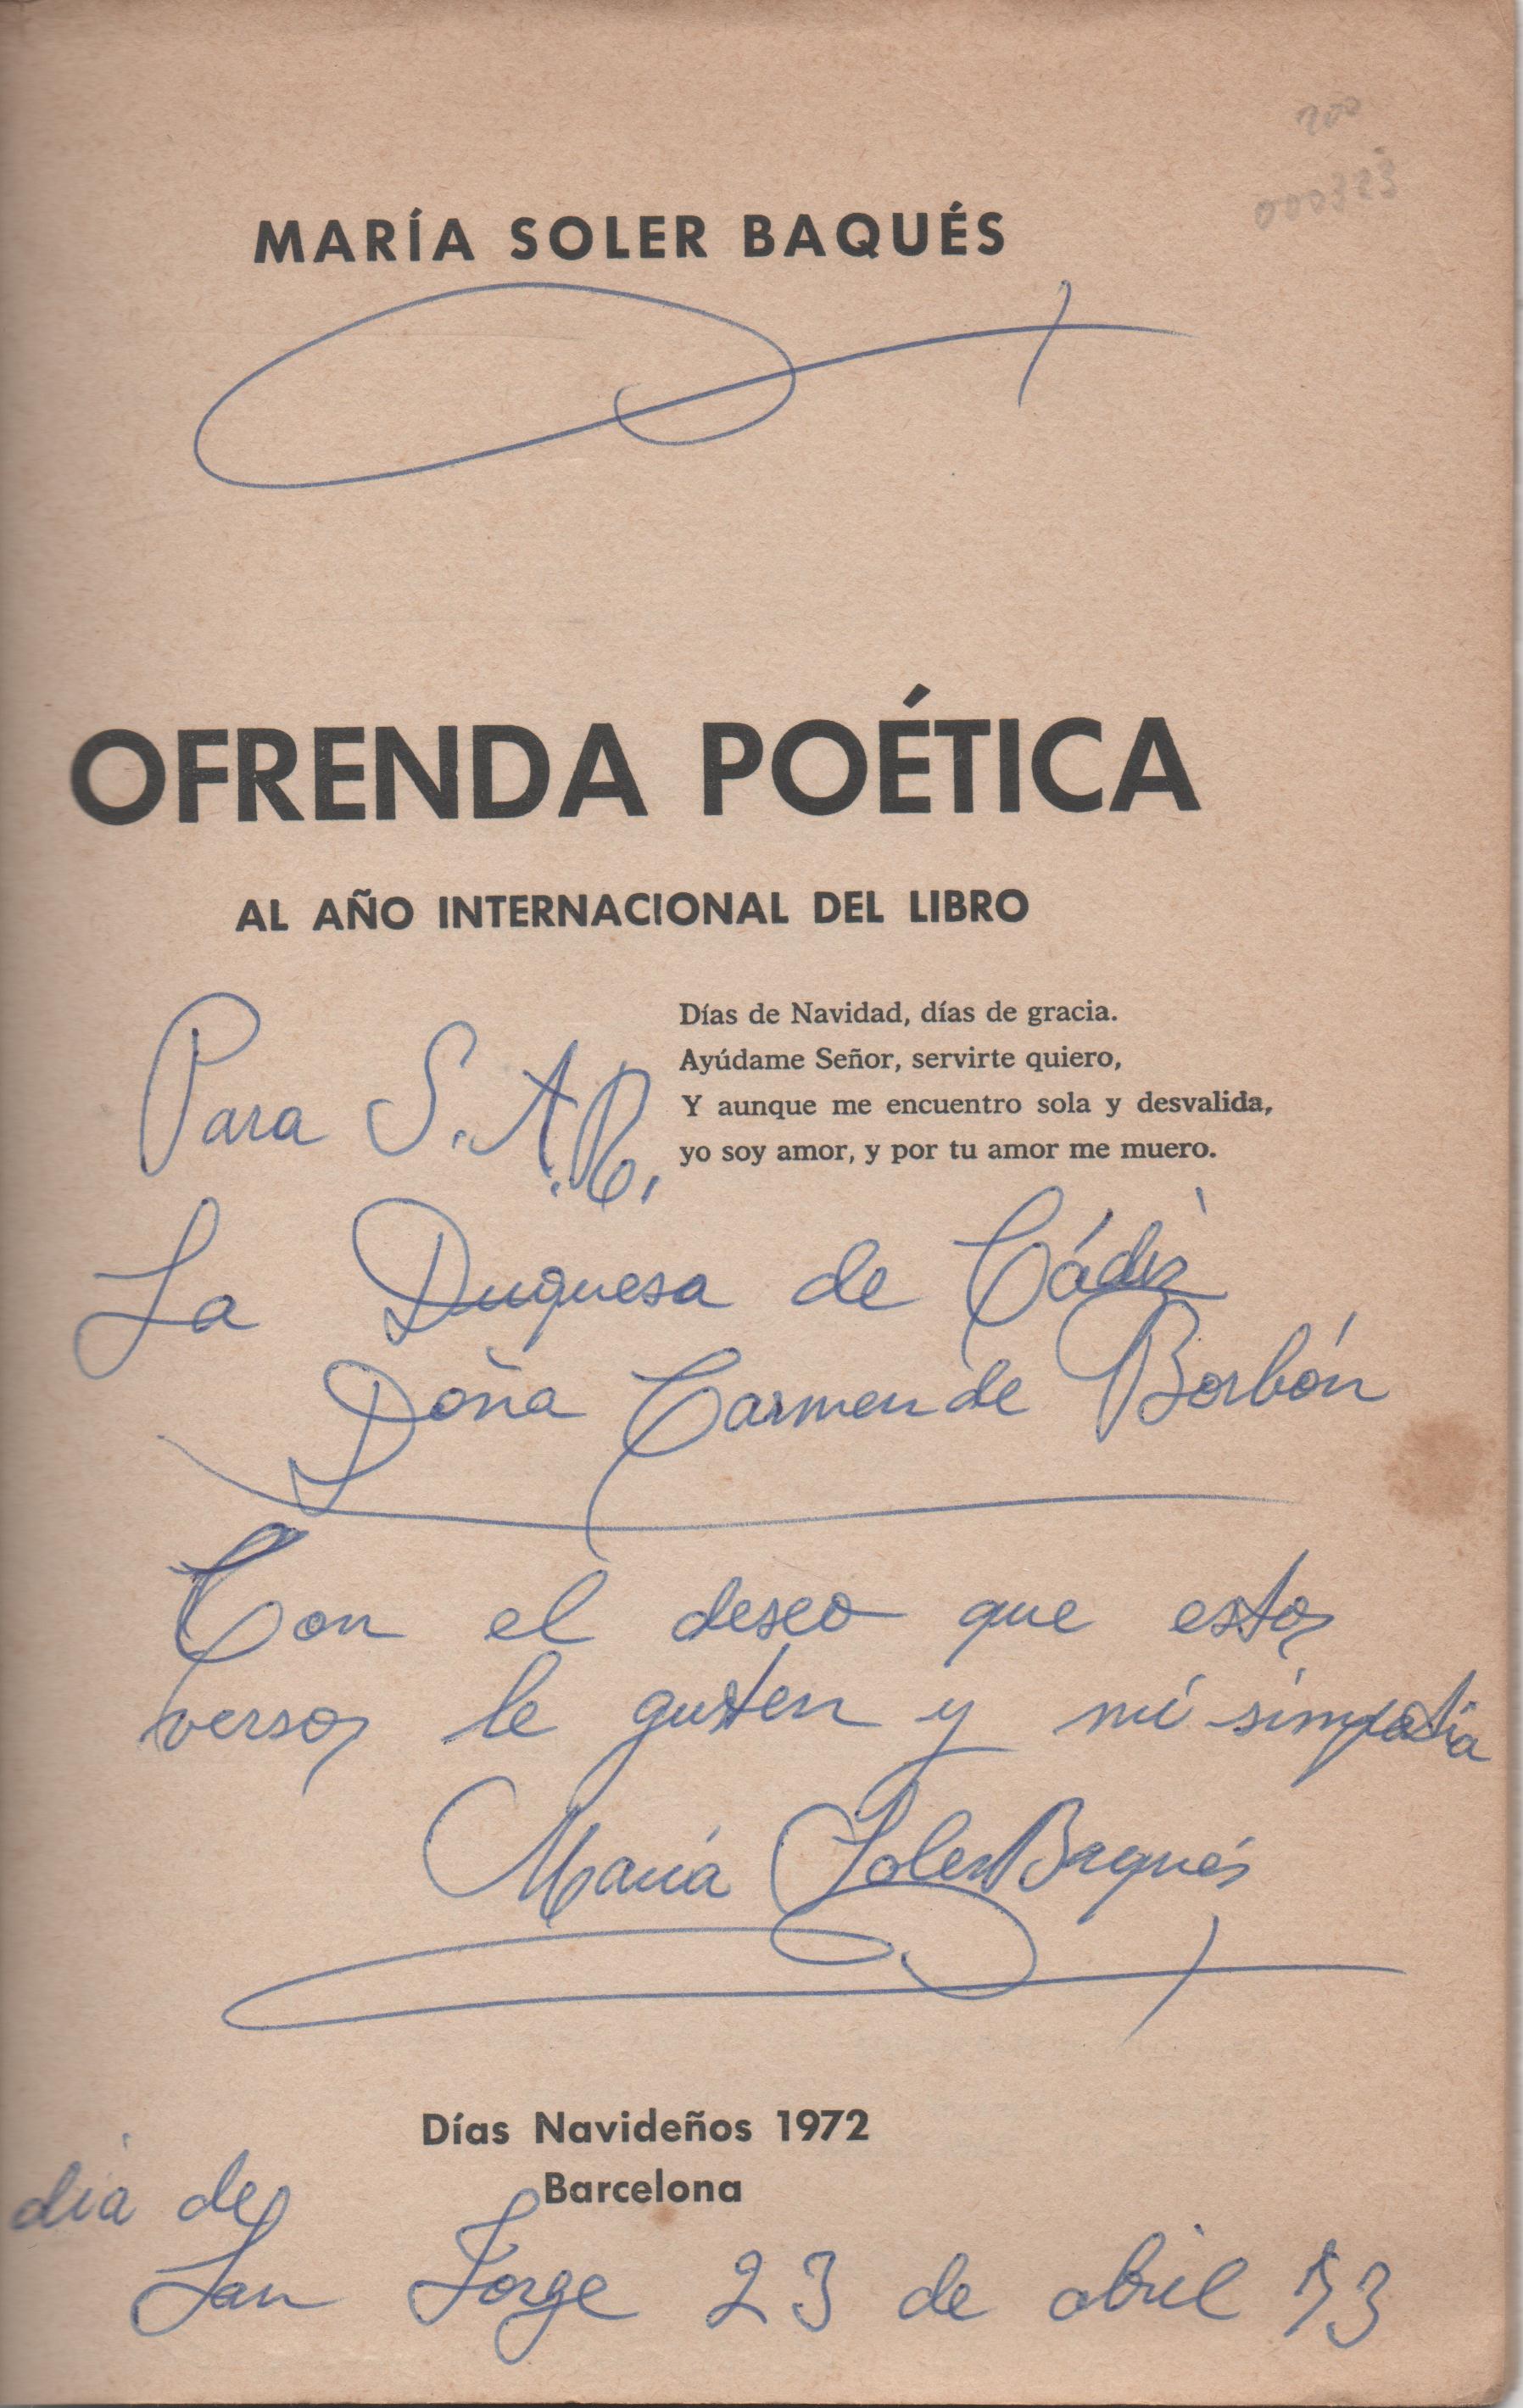 200
000323
MARÍA SOLER BAQUÉS
OFRENDA POÉTICA
AL AÑO INTERNACIONAL DEL LIBRO
Días de Navidad, días de gracia.
Ayúdame Señor, servirte quiero,
Y aunque me encuentro sola y desvalida,
yo soy amor, y por tu amor me muero.
Para S. A. R.
La Duquesa de Cádiz
Doña Carmen de Borbón
Con el deseo que estos
versos le gusten y mi simpatía
María Soler Baqués
Días Navideños 1972
Barcelona
día de
San Jorge 23 de abril 73